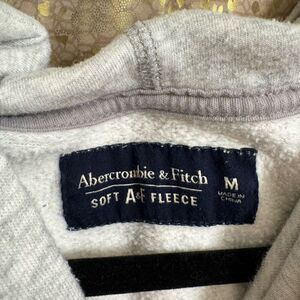 Abercrombie & Fitch
SOFT A&F FLEECE
M
MADE IN
CHINA